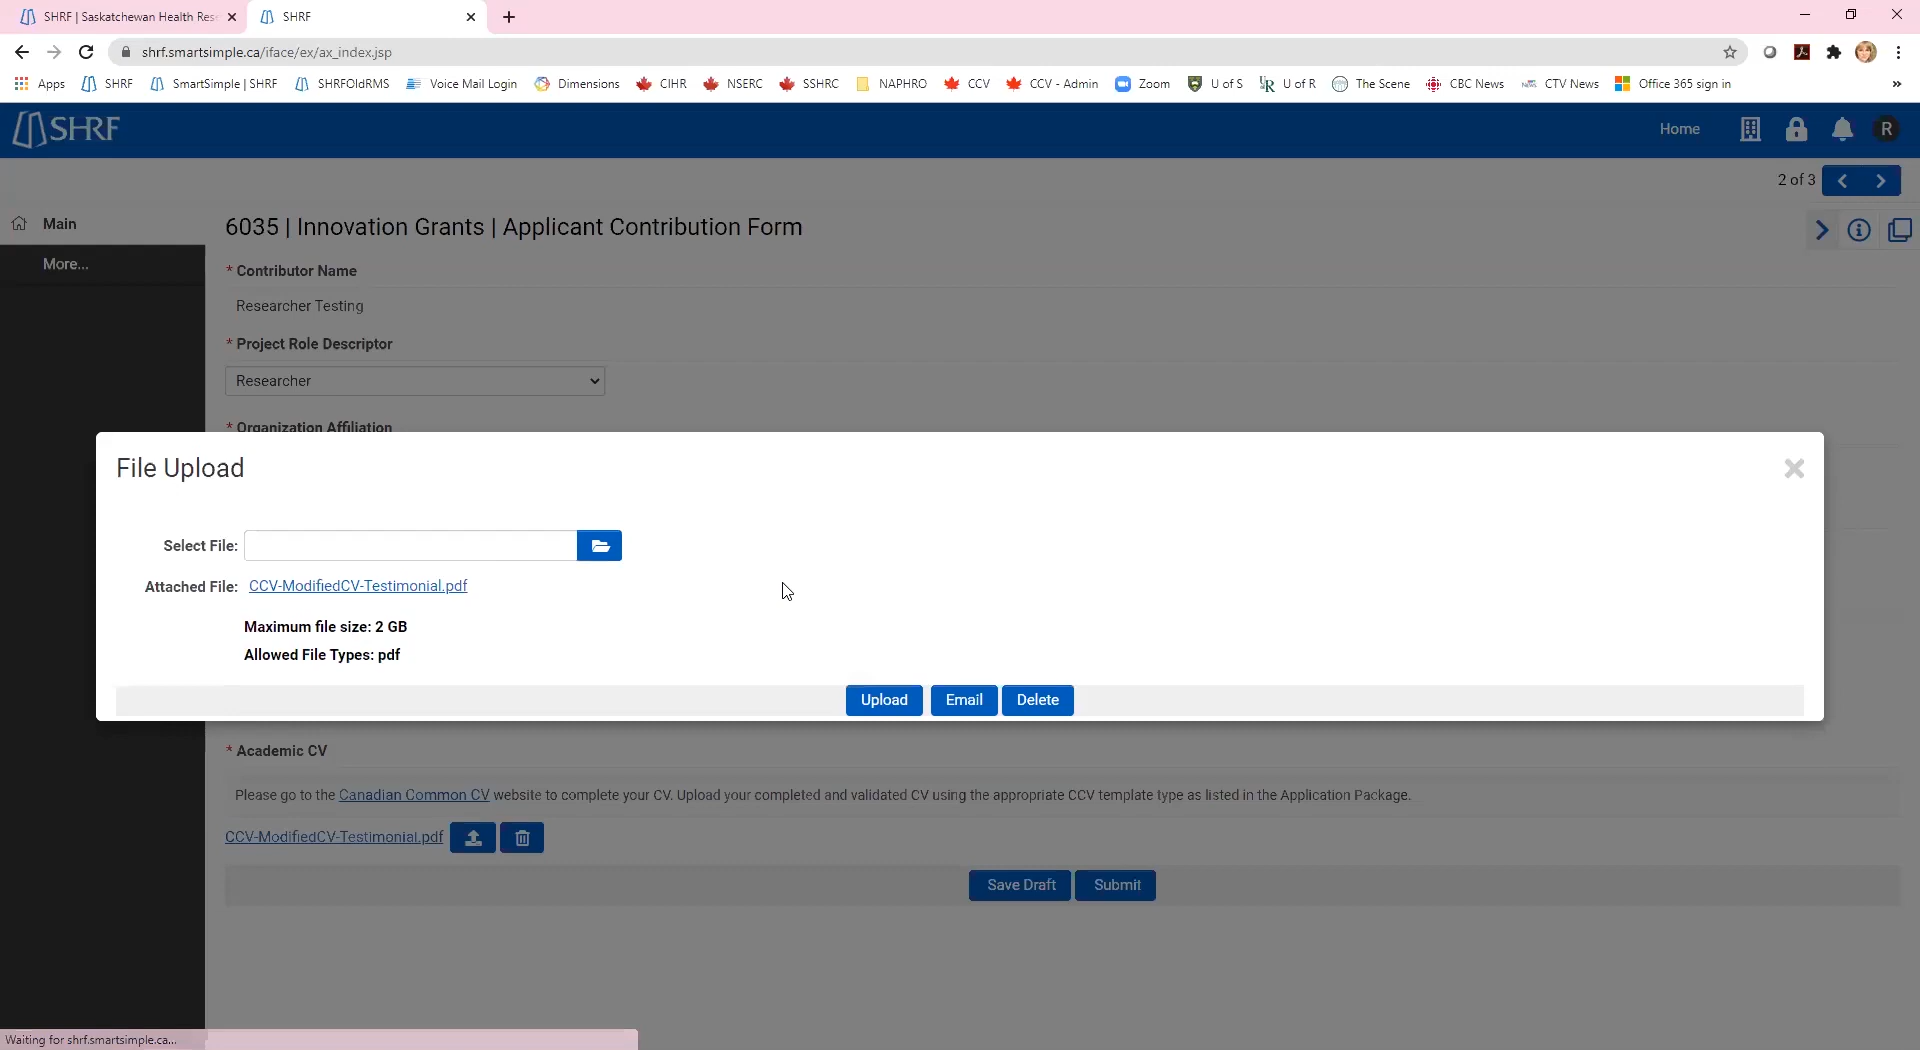 SHRF | Saskatchewan Health Rese
SHRF
shrf.smartsimple.ca/iface/ex/ax_index.jsp
Apps SHRF SmartSimple | SHRF SHRFOldRMS Voice Mail Login Dimensions CIHR NSERC SSHRC NAPHRO CCV CCV - Admin Zoom U of S U of R The Scene CBC News CTV News Office 365 sign in »
SHRF
Home
R
2 of 3
Main
More...
6035 | Innovation Grants | Applicant Contribution Form
* Contributor Name
Researcher Testing
* Project Role Descriptor
Researcher
* Organization Affiliation
File Upload
Select File:
Attached File: CCV-ModifiedCV-Testimonial.pdf
Maximum file size: 2 GB
Allowed File Types: pdf
Upload Email Delete
* Academic CV
Please go to the Canadian Common CV website to complete your CV. Upload your completed and validated CV using the appropriate CCV template type as listed in the Application Package.
CCV-ModifiedCV-Testimonial.pdf
Save Draft Submit
Waiting for shrf.smartsimple.ca...